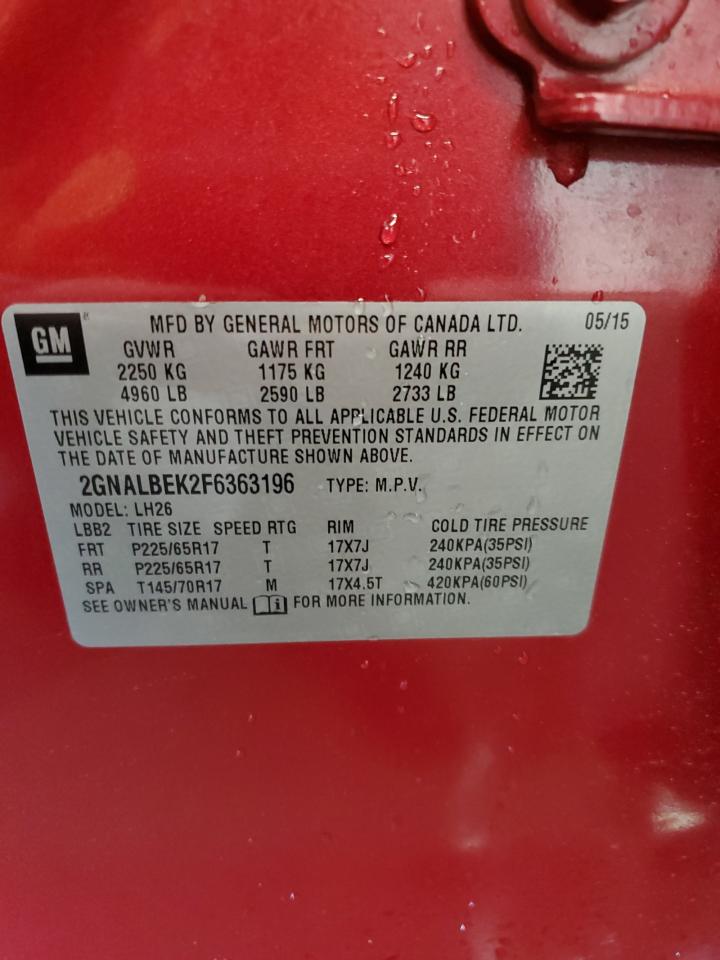 GM
MFD BY GENERAL MOTORS OF CANADA LTD. 05/15
GVWR GAWR FRT GAWR RR
2250 KG 1175 KG 1240 KG
4960 LB 2590 LB 2733 LB
THIS VEHICLE CONFORMS TO ALL APPLICABLE U.S. FEDERAL MOTOR
VEHICLE SAFETY AND THEFT PREVENTION STANDARDS IN EFFECT ON
THE DATE OF MANUFACTURE SHOWN ABOVE.
2GNALBEK2F6363196 TYPE: M.P.V.
MODEL: LH26
LBB2 TIRE SIZE SPEED RTG RIM COLD TIRE PRESSURE
FRT P225/65R17 T 17X7J 240KPA(35PSI)
RR P225/65R17 T 17X7J 240KPA(35PSI)
SPA T145/70R17 M 17X4.5T 420KPA(60PSI)
SEE OWNER'S MANUAL i FOR MORE INFORMATION.